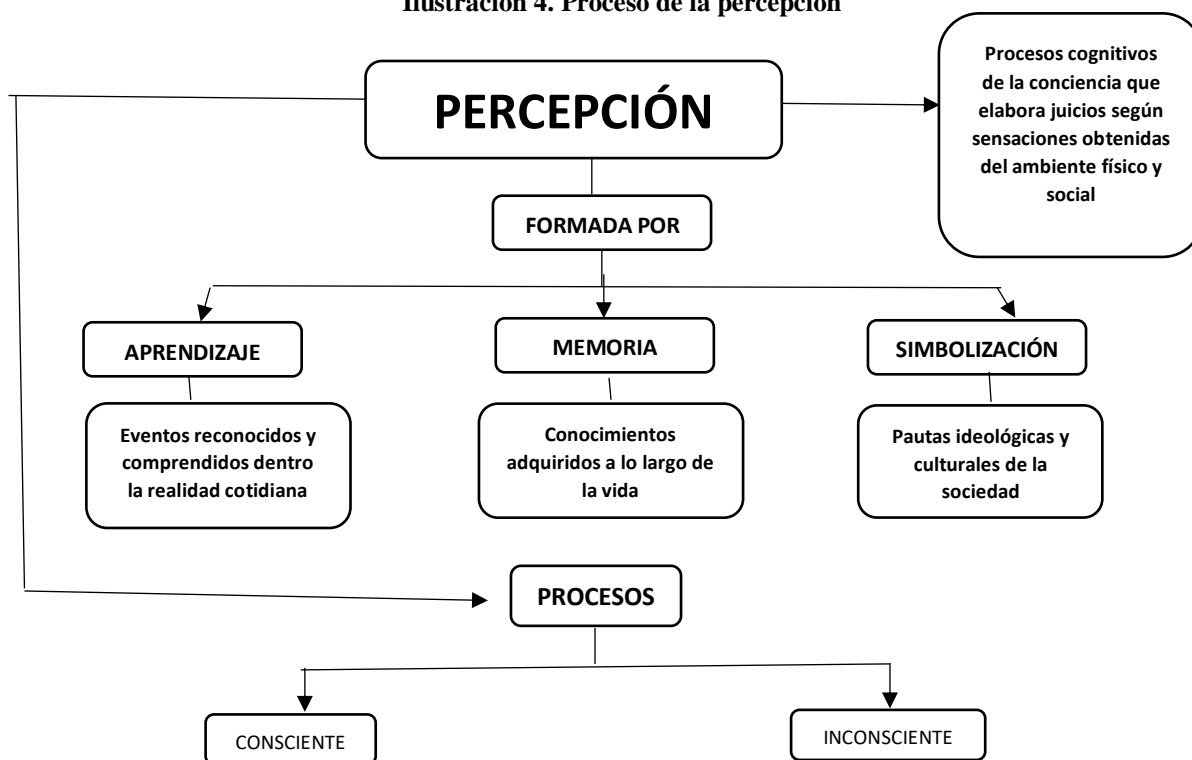 Ilustración 4. Proceso de la percepción
PERCEPCIÓN
Procesos cognitivos
de la conciencia que
elabora juicios según
sensaciones obtenidas
del ambiente físico y
social
FORMADA POR
APRENDIZAJE
MEMORIA
SIMBOLIZACIÓN
Eventos reconocidos y
comprendidos dentro
la realidad cotidiana
Conocimientos
adquiridos a lo largo de
la vida
Pautas ideológicas y
culturales de la
sociedad
PROCESOS
CONSCIENTE
INCONSCIENTE